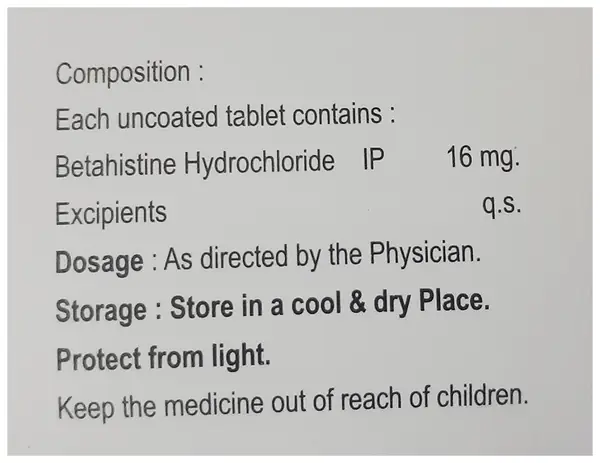 Composition :
Each uncoated tablet contains :
Betahistine Hydrochloride IP 16 mg.
Excipients q.s.
Dosage : As directed by the Physician.
Storage : Store in a cool & dry Place.
Protect from light.
Keep the medicine out of reach of children.